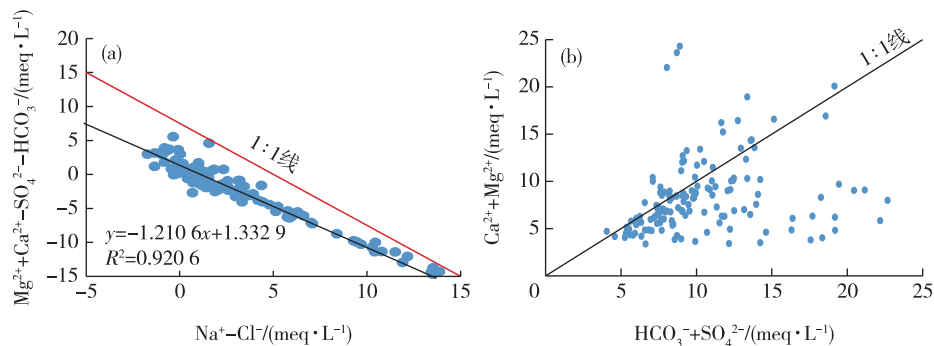 (a)
Mg²⁺+Ca²⁺−SO₄²⁻−HCO₃⁻/(meq·L⁻¹)
20
15
10
5
0
−5
−10
−15
1:1线
y=−1.210 6x+1.332 9
R²=0.920 6
−5
0
5
10
15
Na⁺−Cl⁻/(meq·L⁻¹)
(b)
Ca²⁺+Mg²⁺/(meq·L⁻¹)
25
20
15
10
5
0
1:1线
5
10
15
20
25
HCO₃⁻+SO₄²⁻/(meq·L⁻¹)